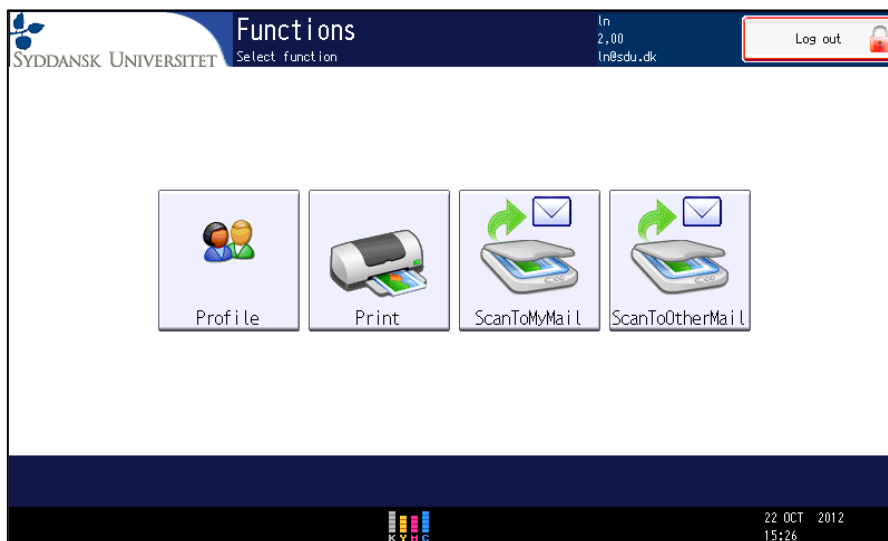 SYDDANSK UNIVERSITET
Functions
Select function
ln
2,00
ln@sdu.dk
Log out
Profile
Print
ScanToMyMail
ScanToOtherMail
K Y M C
22 OCT 2012
15:26